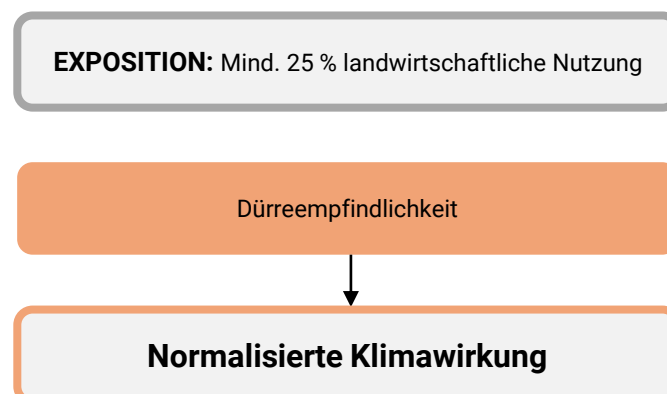 EXPOSITION: Mind. 25 % landwirtschaftliche Nutzung
Dürreempfindlichkeit
Normalisierte Klimawirkung